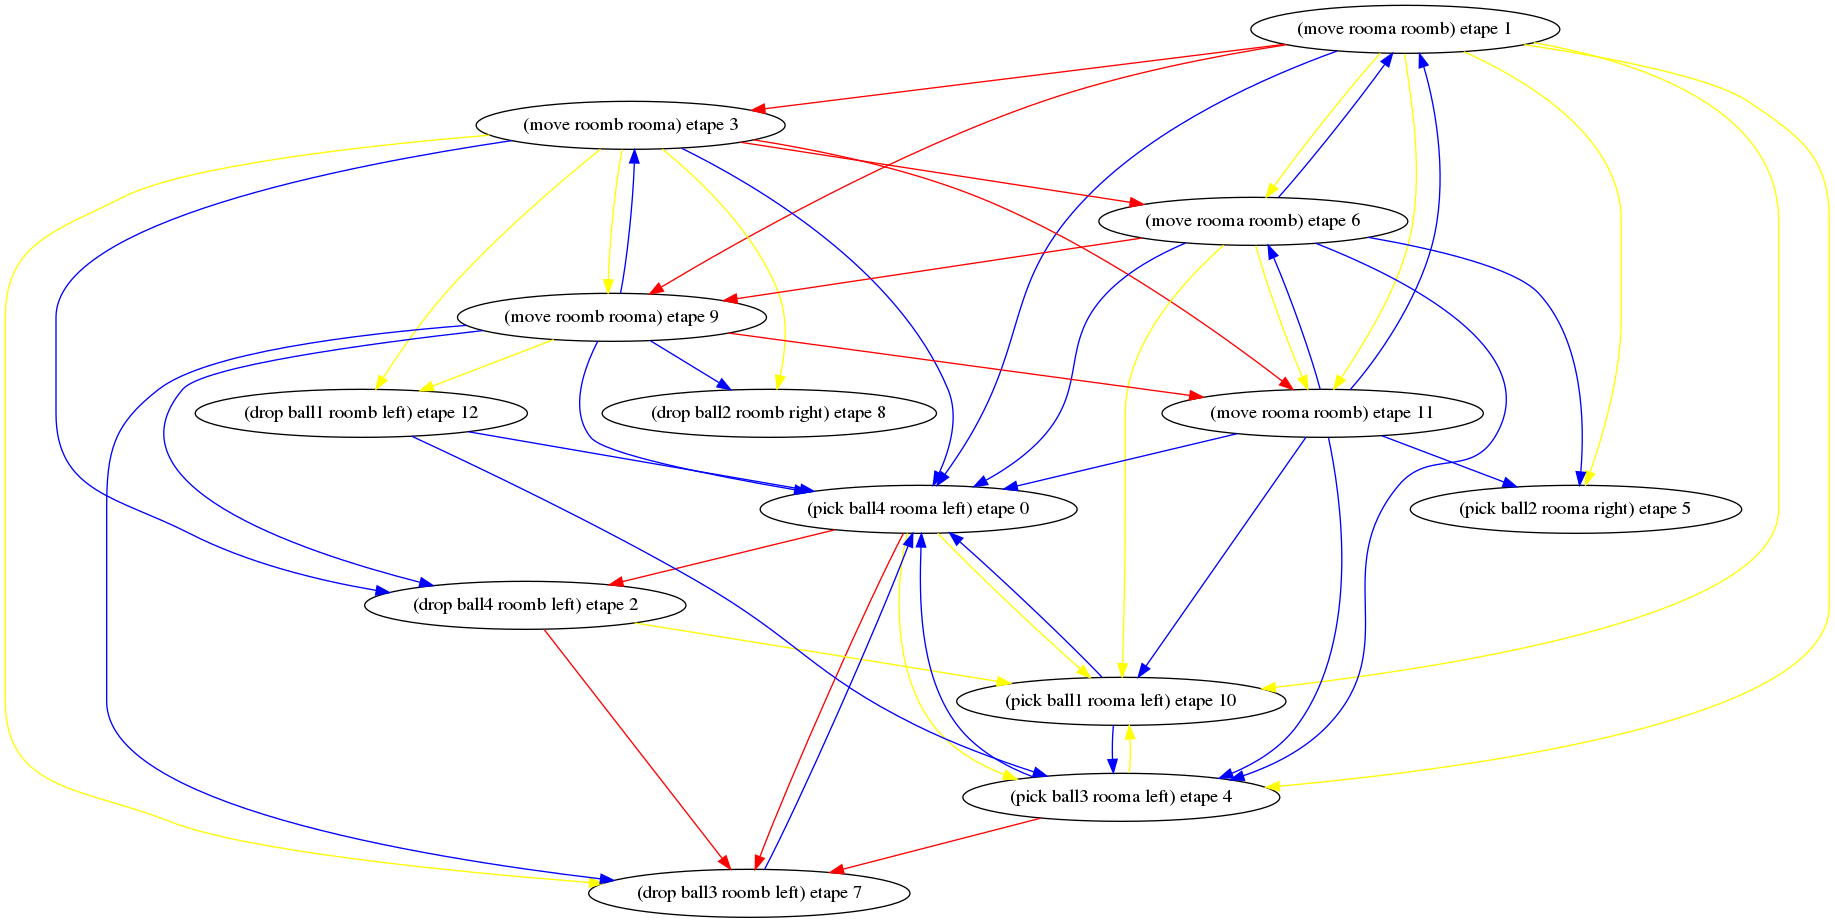 (move rooma roomb) etape 1
(move roomb rooma) etape 3
(move rooma roomb) etape 6
(move roomb rooma) etape 9
(drop ball1 roomb left) etape 12
(drop ball2 roomb right) etape 8
(move rooma roomb) etape 11
(pick ball4 rooma left) etape 0
(pick ball2 rooma right) etape 5
(drop ball4 roomb left) etape 2
(pick ball1 rooma left) etape 10
(pick ball3 rooma left) etape 4
(drop ball3 roomb left) etape 7